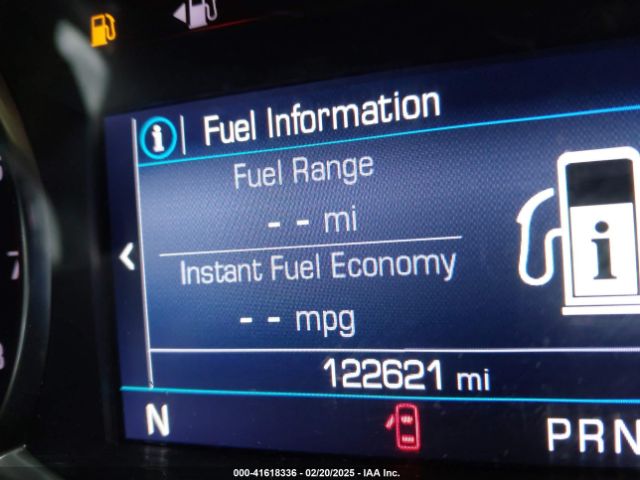 Fuel Information
Fuel Range
- - mi
Instant Fuel Economy
- - mpg
122621 mi
N
PRN
7
000-41618336 - 02/20/2025 - IAA Inc.